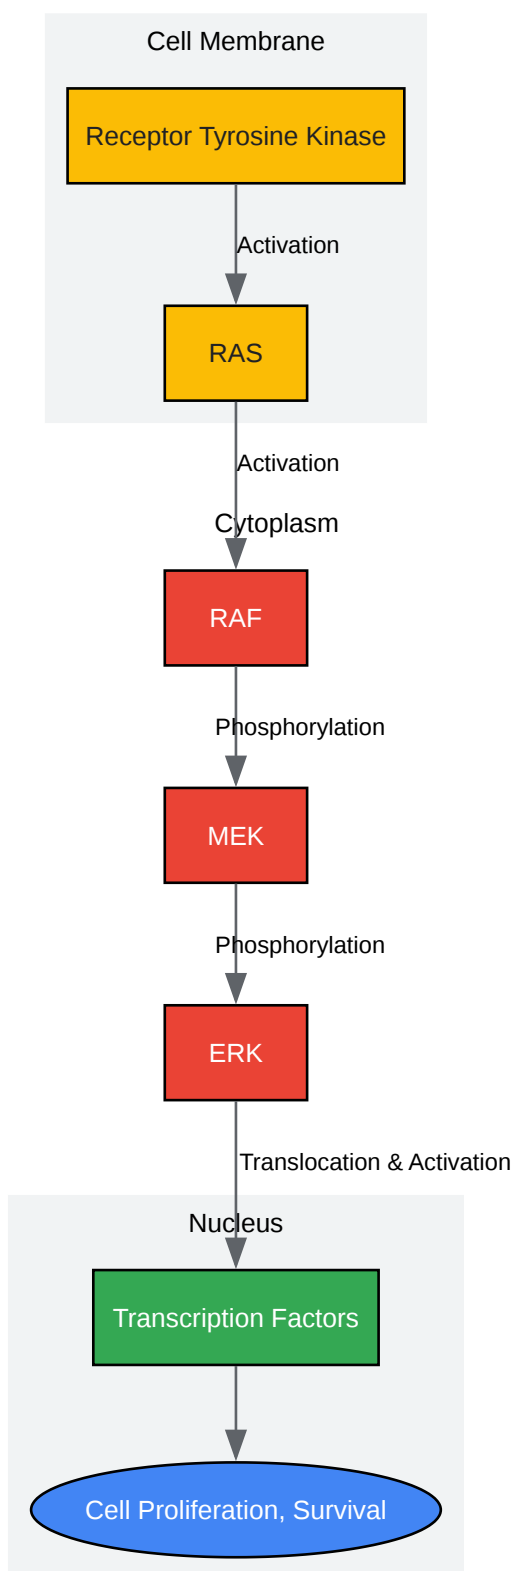 Cell Membrane
Receptor Tyrosine Kinase
Activation
RAS
Activation
Cytoplasm
RAF
Phosphorylation
MEK
Phosphorylation
ERK
Translocation & Activation
Nucleus
Transcription Factors
Cell Proliferation, Survival